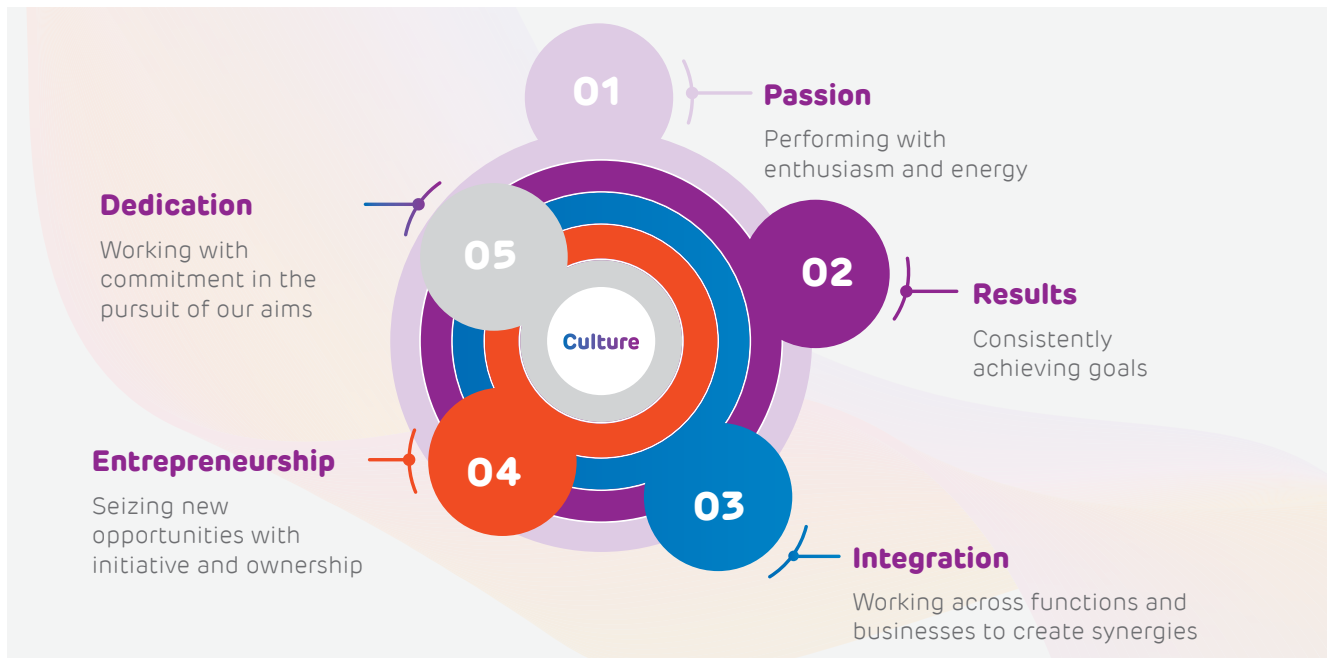 01
Passion
Performing with
enthusiasm and energy
02
Results
Consistently
achieving goals
03
Integration
Working across functions and
businesses to create synergies
04
Entrepreneurship
Seizing new
opportunities with
initiative and ownership
05
Dedication
Working with
commitment in the
pursuit of our aims
Culture